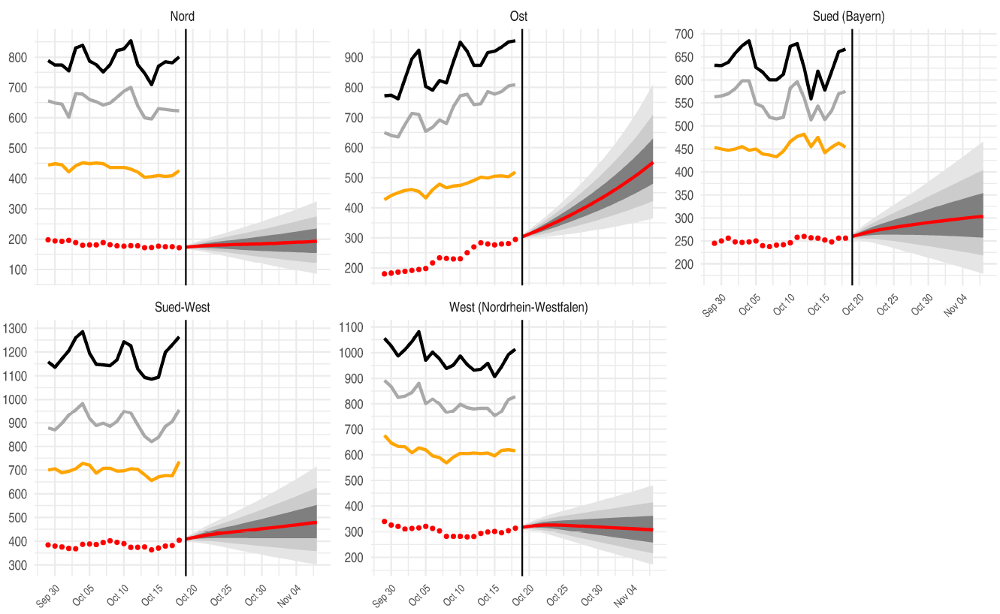 Nord
800
700
600
500
400
300
200
100
Ost
900
800
700
600
500
400
300
200
Sued (Bayern)
700
650
600
550
500
450
400
350
300
250
200
Sep 30
Oct 05
Oct 10
Oct 15
Oct 20
Oct 25
Oct 30
Nov 04
Sued-West
1300
1200
1100
1000
900
800
700
600
500
400
300
Sep 30
Oct 05
Oct 10
Oct 15
Oct 20
Oct 25
Oct 30
Nov 04
West (Nordrhein-Westfalen)
1100
1000
900
800
700
600
500
400
300
200
Sep 30
Oct 05
Oct 10
Oct 15
Oct 20
Oct 25
Oct 30
Nov 04